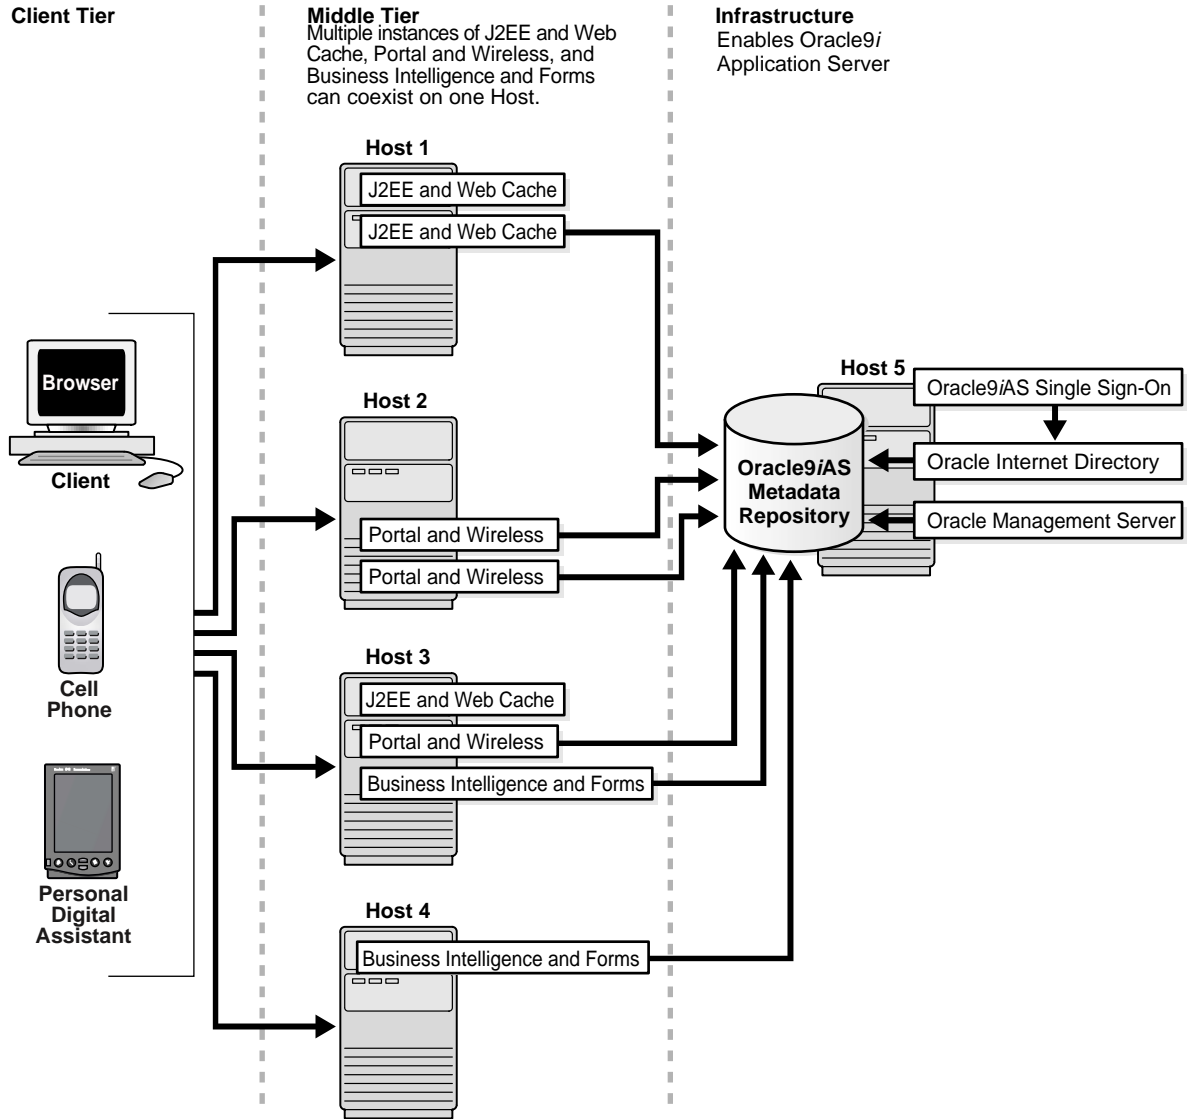 Client Tier
Middle Tier
Multiple instances of J2EE and Web
Cache, Portal and Wireless, and
Business Intelligence and Forms
can coexist on one Host.
Infrastructure
Enables Oracle9i
Application Server
Browser
Client
Cell
Phone
Personal
Digital
Assistant
Host 1
J2EE and Web Cache
J2EE and Web Cache
Host 2
Portal and Wireless
Portal and Wireless
Host 3
J2EE and Web Cache
Portal and Wireless
Business Intelligence and Forms
Host 4
Business Intelligence and Forms
Host 5
Oracle9iAS
Metadata
Repository
Oracle9iAS Single Sign-On
Oracle Internet Directory
Oracle Management Server